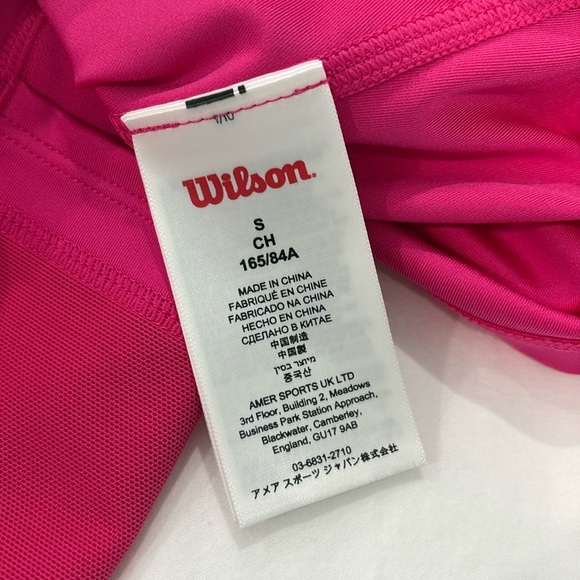 1/10
Wilson.
S
CH
165/84A
MADE IN CHINA
FABRIQUÉ EN CHINE
FABRICADO NA CHINA
HECHO EN CHINA
СДЕЛАНО В КИТАЕ
中国制造
中国製
מיוצר בסין
중국산
AMER SPORTS UK LTD
3rd Floor, Building 2, Meadows
Business Park Station Approach,
Blackwater, Camberley,
England, GU17 9AB
03-6831-2710
アメア スポーツ ジャパン株式会社